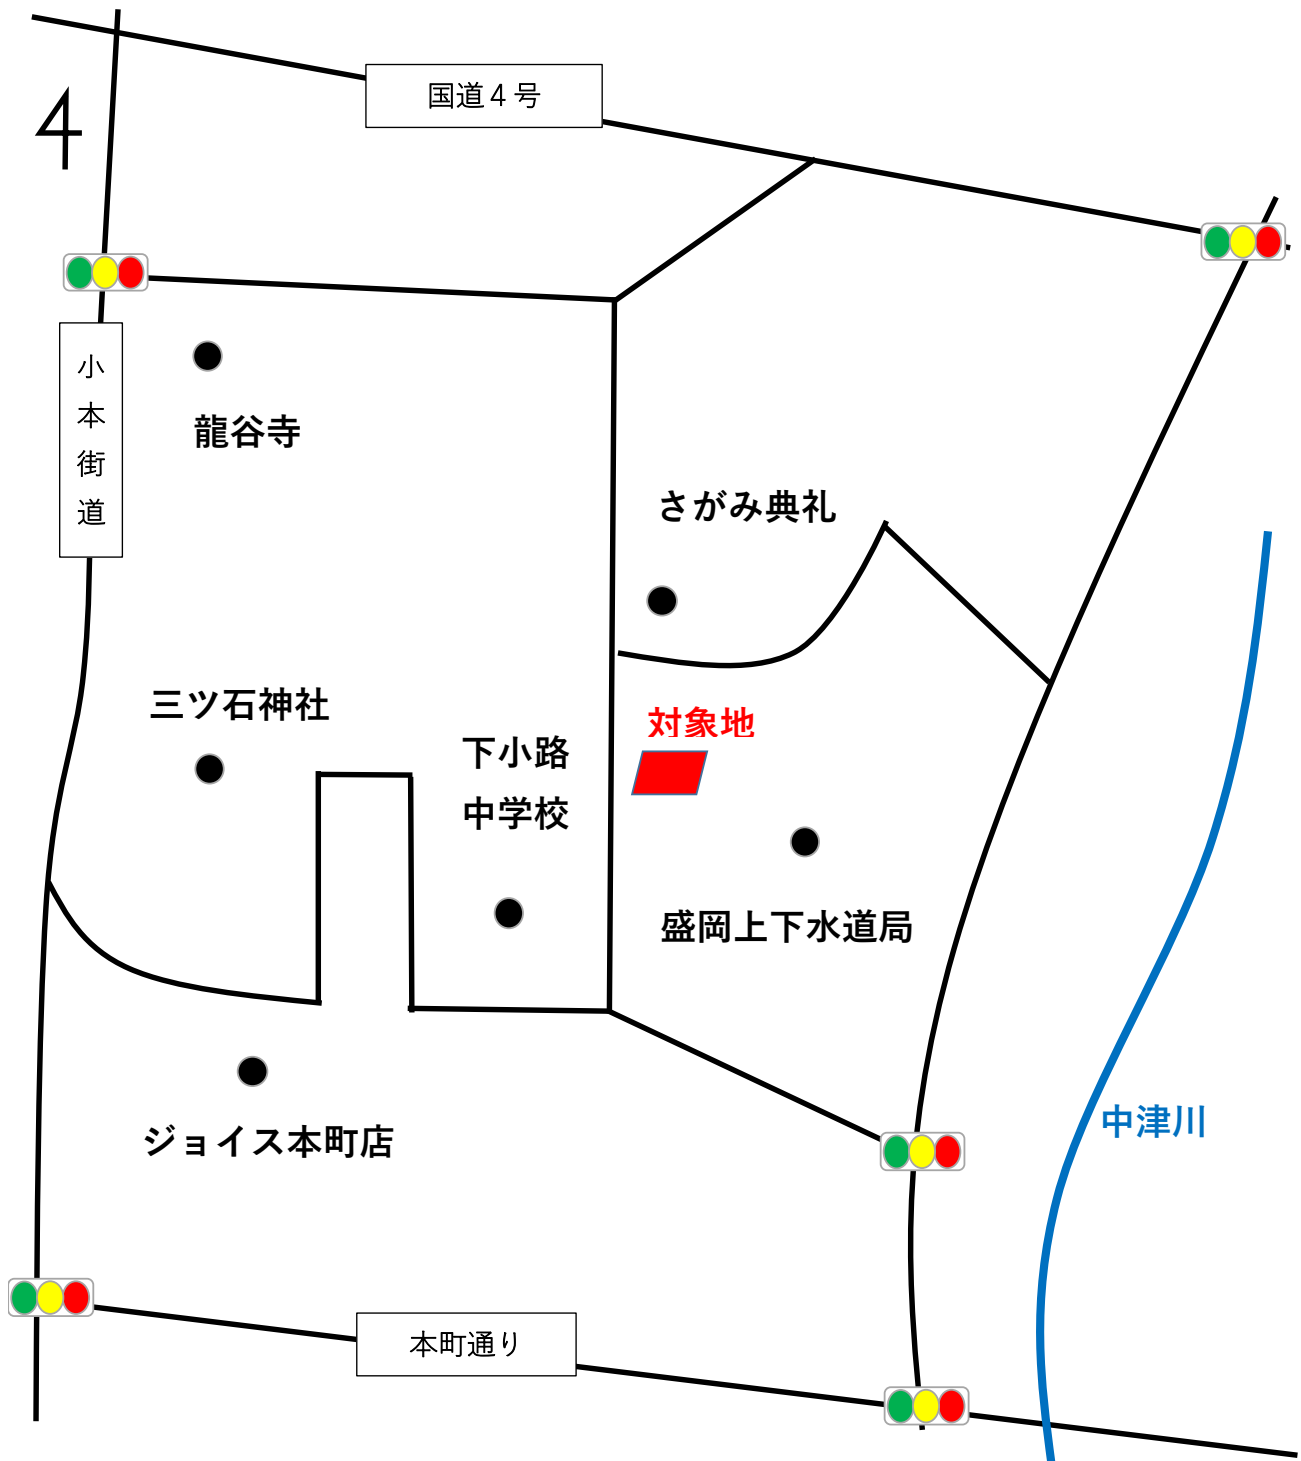 国道４号
小本街道
龍谷寺
さがみ典礼
三ツ石神社
対象地
下小路
中学校
盛岡上下水道局
中津川
ジョイス本町店
本町通り